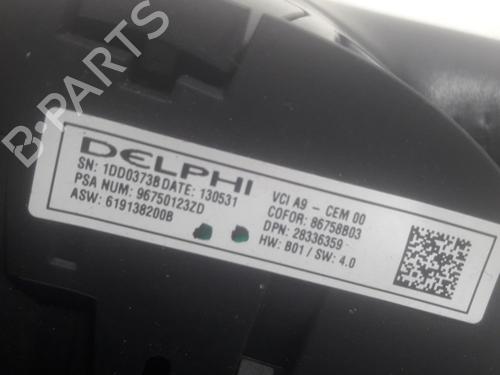 B-PARTS
DELPHI
SN: 1DD0373B DATE: 130531
PSA NUM: 96750123ZD
ASW: 619138200B
VCI A9 - CEM 00
COFOR: 86758B03
DPN: 28336359
HW: B01 / SW: 4.0